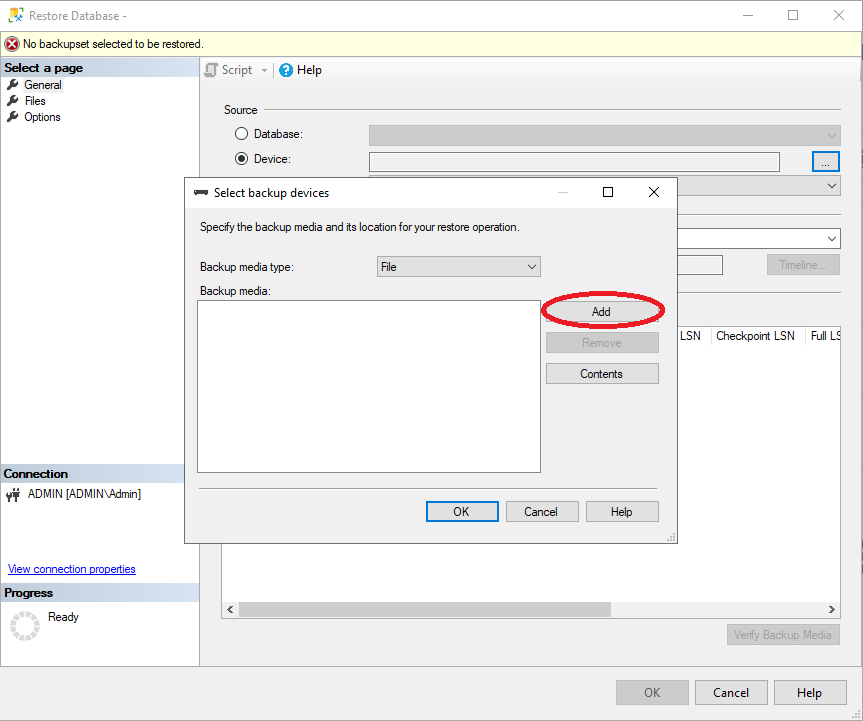 Restore Database -
No backupset selected to be restored.
Select a page
General
Files
Options
Script
Help
Source
Database:
Device:
...
Select backup devices
Specify the backup media and its location for your restore operation.
Backup media type:
File
Backup media:
Add
Remove
Contents
OK
Cancel
Help
Timeline...
LSN
Checkpoint LSN
Full LS
Connection
ADMIN [ADMIN\Admin]
View connection properties
Progress
Ready
Verify Backup Media
OK
Cancel
Help